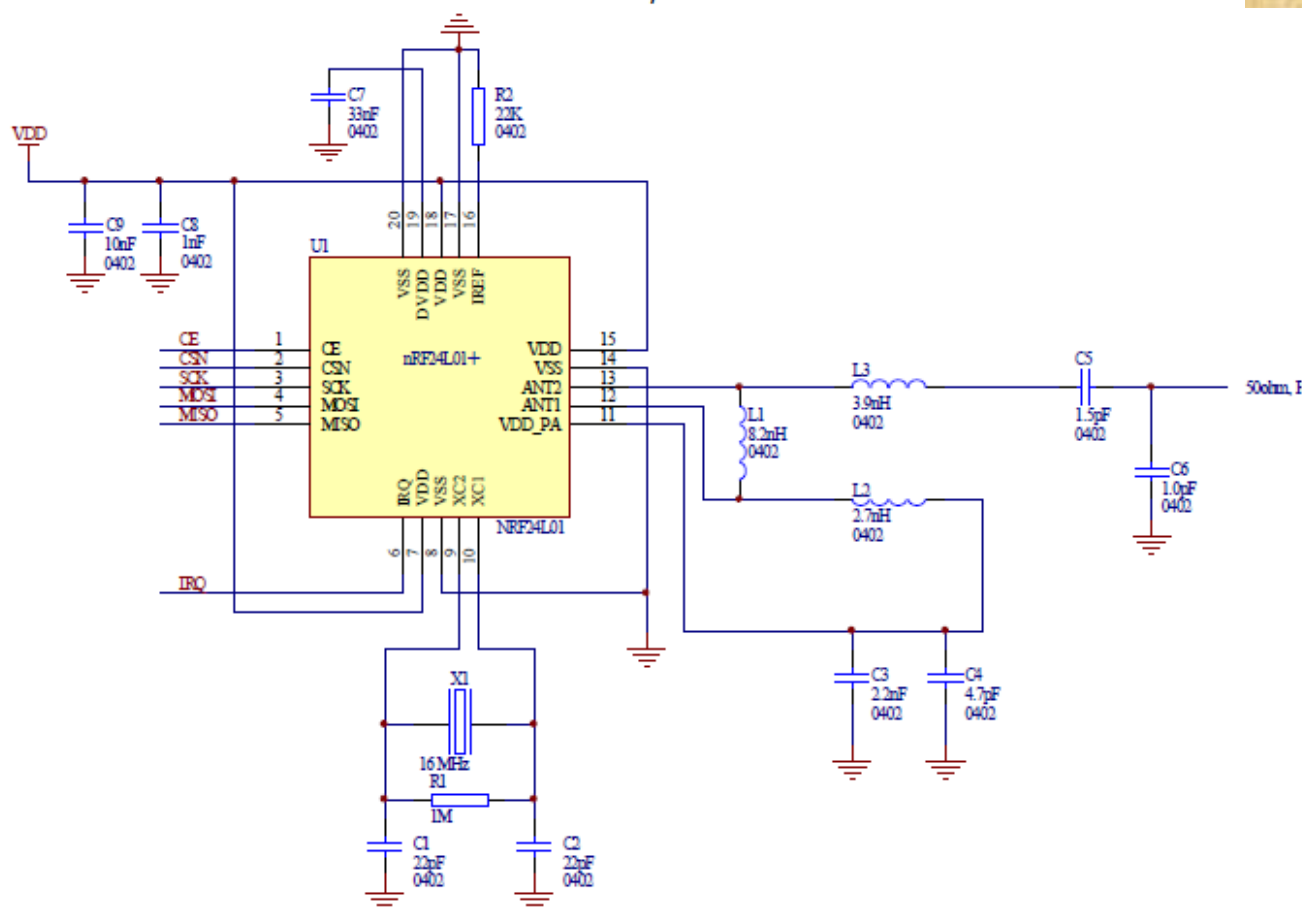 C7
33nF
0402
R2
22K
0402
VDD
C9
10nF
0402
C8
1nF
0402
20
19
18
17
16
U1
VSS
DVDD
VDD
VSS
IREF
nRF24L01+
CE
CSN
SCK
MOSI
MISO
1
2
3
4
5
CE
CSN
SCK
MOSI
MISO
VDD
VSS
ANT2
ANT1
VDD_PA
15
14
13
12
11
IRQ
VDD
VSS
XC2
XC1
NRF24L01
6
7
8
9
10
IRQ
L3
3.9nH
0402
C5
1.5pF
0402
50ohm,
L1
8.2nH
0402
C6
1.0pF
0402
L2
2.7nH
0402
C3
2.2nF
0402
C4
4.7pF
0402
X1
16 MHz
R1
1M
C1
22pF
0402
C2
22pF
0402